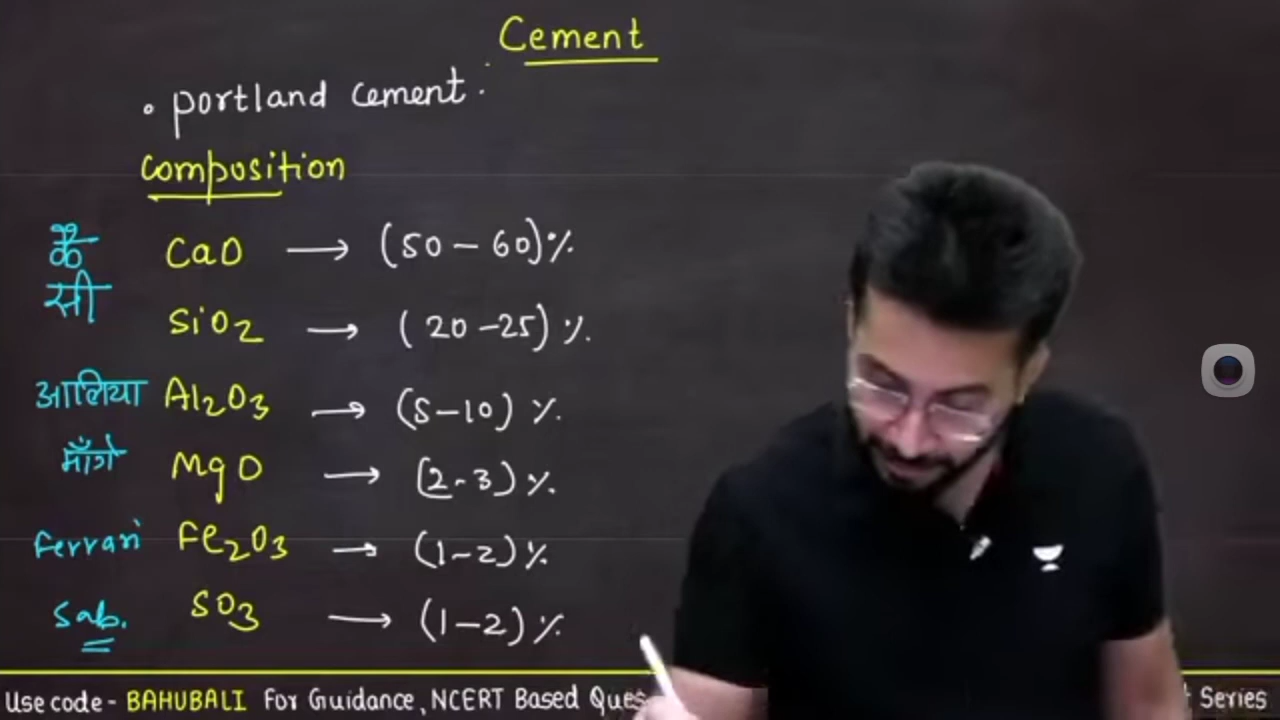 Cement
• portland cement.
composition
कै CaO → (50 – 60)%
सी SiO2 → (20 –25) %.
आलिया Al2O3 → (5–10) %.
माँगे MgO → (2-3) %.
ferrari Fe2O3 → (1–2) %.
Sab. SO3 → (1–2) %
Use code - BAHUBALI For Guidance, NCERT Based Ques
t Series